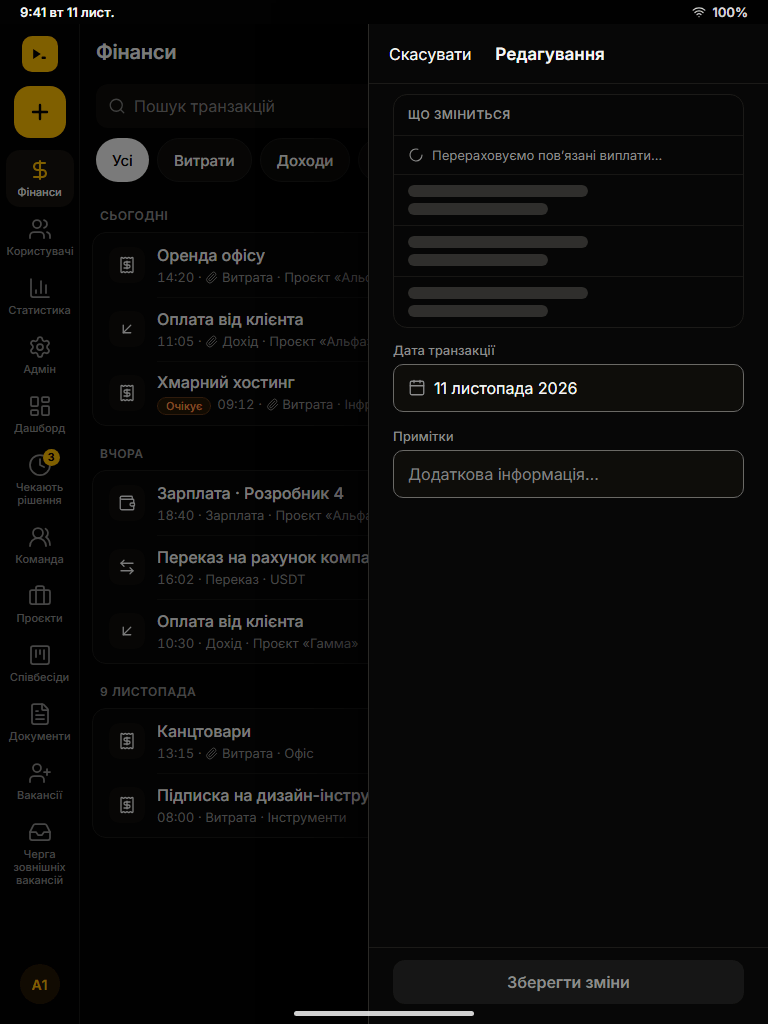 9:41 вт 11 лист.
100%
Фінанси
Користувачі
Статистика
Адмін
Дашборд
3
Чекають
рішення
Команда
Проєкти
Співбесіди
Документи
Вакансії
Черга
зовнішніх
вакансій
A1
Фінанси
Пошук транзакцій
Усі
Витрати
Доходи
СЬОГОДНІ
Оренда офісу
14:20 · Витрата · Проєкт «Альф
Оплата від клієнта
11:05 · Дохід · Проєкт «Альфа
Хмарний хостинг
Очікує 09:12 · Витрата · Інфр
ВЧОРА
Зарплата · Розробник 4
18:40 · Зарплата · Проєкт «Альфа
Переказ на рахунок компа
16:02 · Переказ · USDT
Оплата від клієнта
10:30 · Дохід · Проєкт «Гамма»
9 ЛИСТОПАДА
Канцтовари
13:15 · Витрата · Офіс
Підписка на дизайн-інстру
08:00 · Витрата · Інструменти
Скасувати
Редагування
ЩО ЗМІНИТЬСЯ
Перераховуємо пов’язані виплати…
Дата транзакції
11 листопада 2026
Примітки
Додаткова інформація…
Зберегти зміни